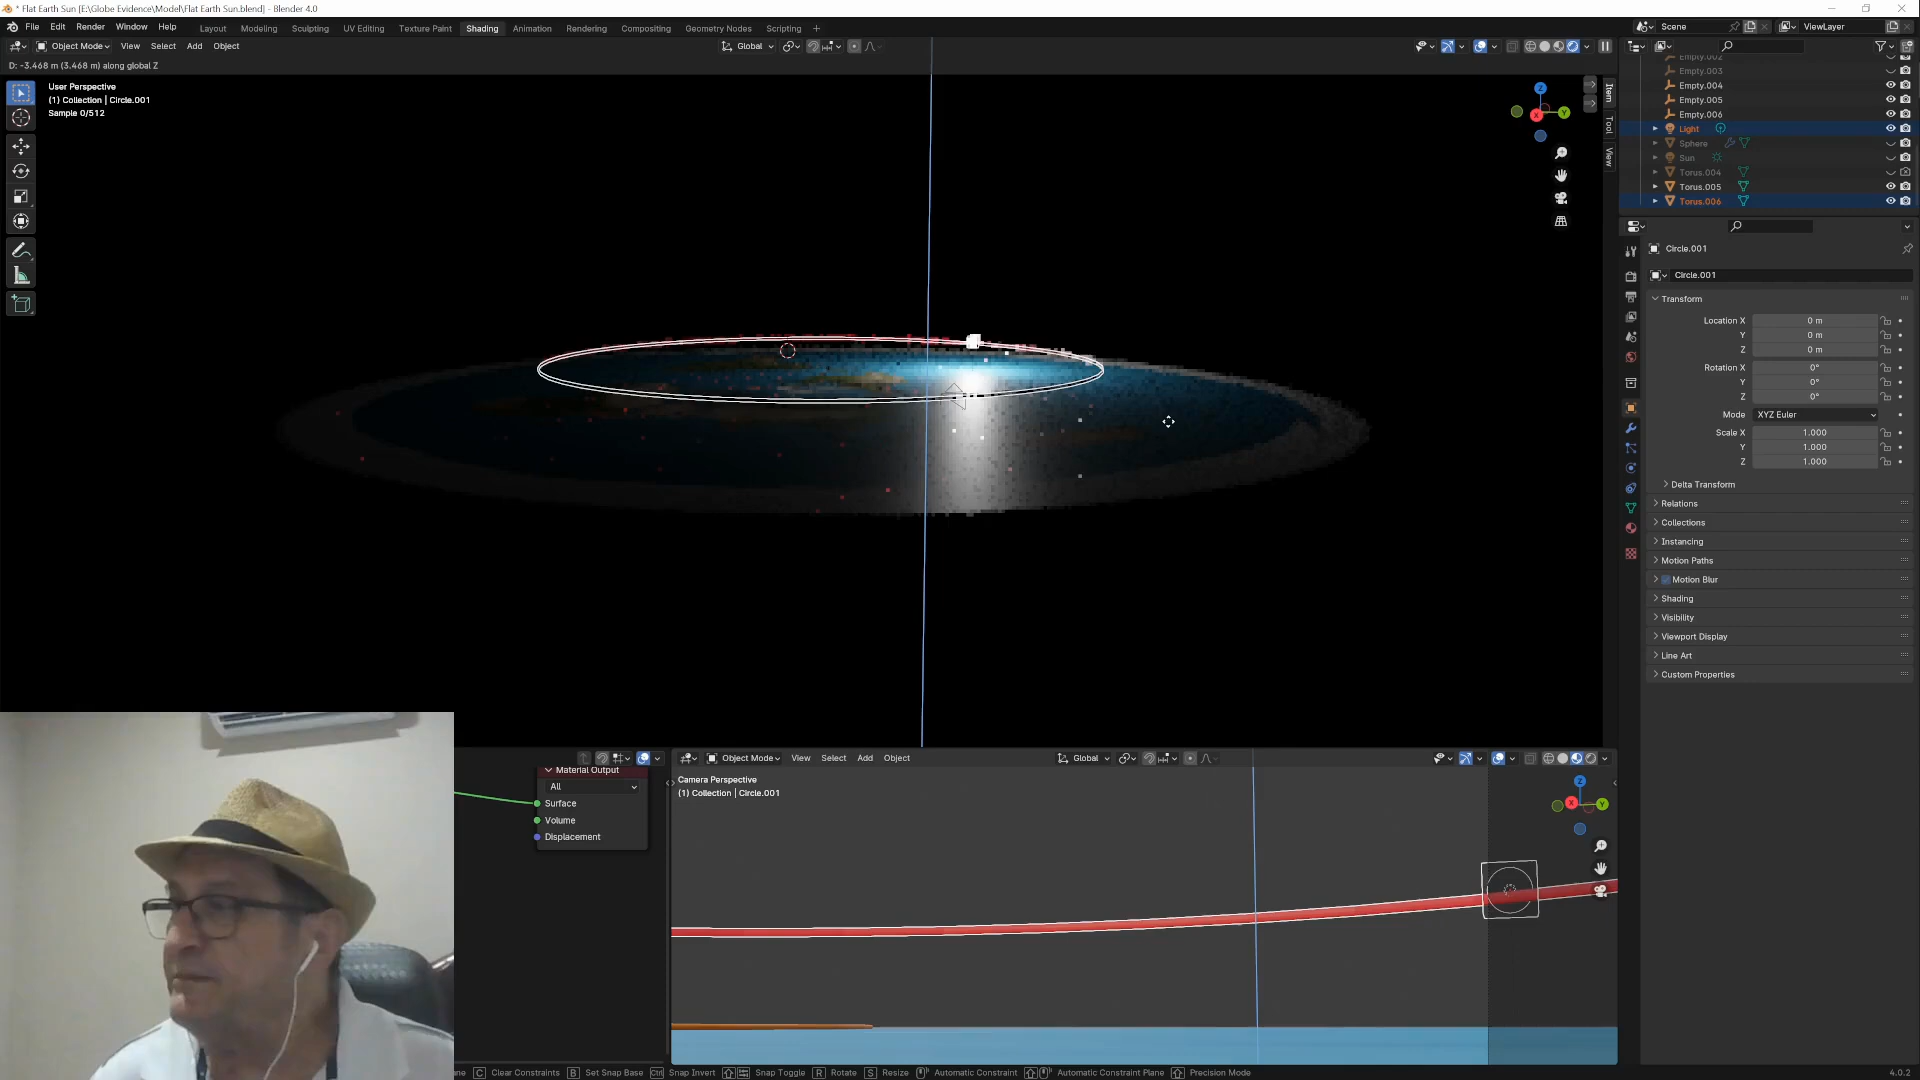 * Flat Earth Sun [E:\Globe Evidence\Model\Flat Earth Sun.blend] - Blender 4.0
File Edit Render Window Help
Layout Modeling Sculpting UV Editing Texture Paint Shading Animation Rendering Compositing Geometry Nodes Scripting +
Scene
ViewLayer
Object Mode View Select Add Object
Global
D: -3.468 m (3.468 m) along global Z
User Perspective
(1) Collection | Circle.001
Sample 0/512
Z
X
Y
Item
Tool
View
Empty.002
Empty.003
Empty.004
Empty.005
Empty.006
Light
Sphere
Sun
Torus.004
Torus.005
Torus.006
Circle.001
Circle.001
Transform
Location X 0 m
Y 0 m
Z 0 m
Rotation X 0°
Y 0°
Z 0°
Mode XYZ Euler
Scale X 1.000
Y 1.000
Z 1.000
Delta Transform
Relations
Collections
Instancing
Motion Paths
Motion Blur
Shading
Visibility
Viewport Display
Line Art
Custom Properties
Material Output
All
Surface
Volume
Displacement
Object Mode View Select Add Object
Global
Camera Perspective
(1) Collection | Circle.001
Z
X
Y
C Clear Constraints B Set Snap Base Ctrl Snap Invert Snap Toggle R Rotate S Resize Automatic Constraint Automatic Constraint Plane Precision Mode
4.0.2